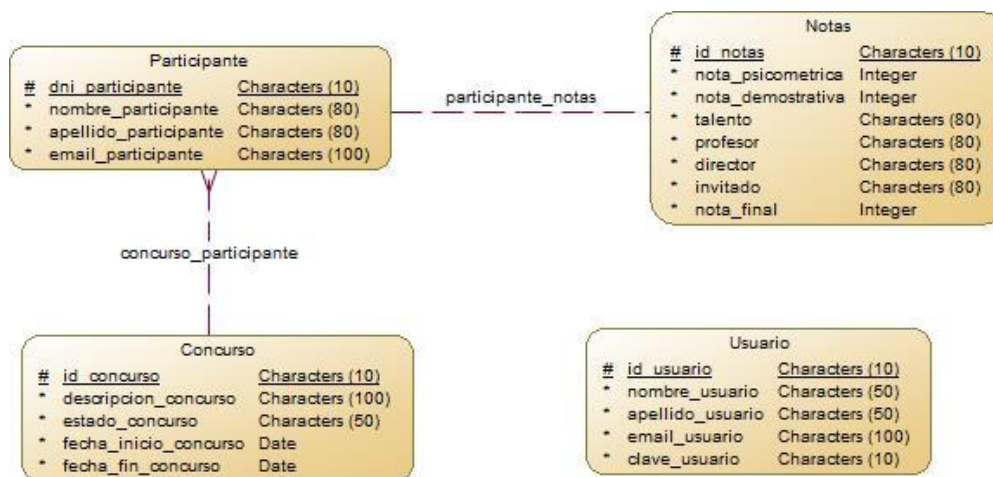 Participante
# dni_participante Characters (10)
* nombre_participante Characters (80)
* apellido_participante Characters (80)
* email_participante Characters (100)
participante_notas
Notas
# id_notas Characters (10)
* nota_psicometrica Integer
* nota_demostrativa Integer
* talento Characters (80)
* profesor Characters (80)
* director Characters (80)
* invitado Characters (80)
* nota_final Integer
concurso_participante
Concurso
# id_concurso Characters (10)
* descripcion_concurso Characters (100)
* estado_concurso Characters (50)
* fecha_inicio_concurso Date
* fecha_fin_concurso Date
Usuario
# id_usuario Characters (10)
* nombre_usuario Characters (50)
* apellido_usuario Characters (50)
* email_usuario Characters (100)
* clave_usuario Characters (10)